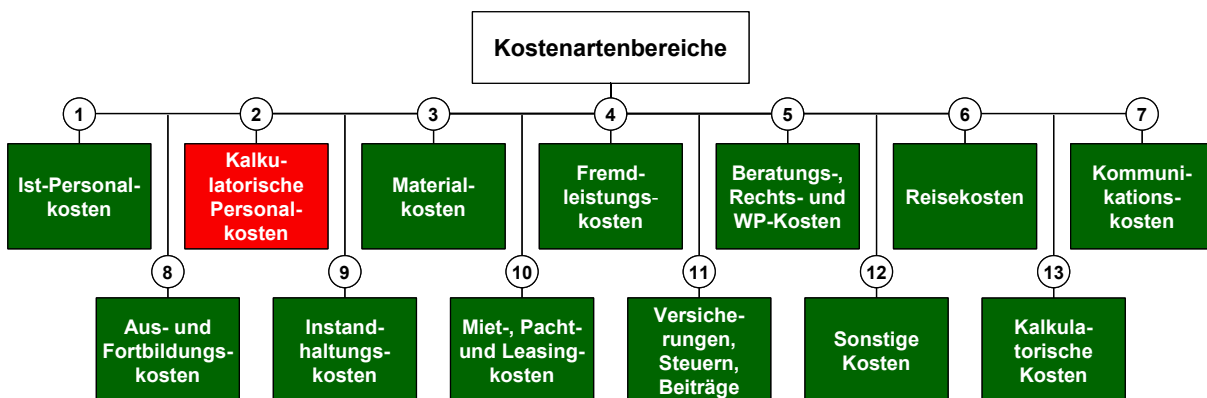 Kostenartenbereiche
1
2
3
4
5
6
7
Ist-Personal-
kosten
Kalku-
latorische
Personal-
kosten
Material-
kosten
Fremd-
leistungs-
kosten
Beratungs-,
Rechts- und
WP-Kosten
Reisekosten
Kommuni-
kations-
kosten
8
9
10
11
12
13
Aus- und
Fortbildungs-
kosten
Instand-
haltungs-
kosten
Miet-, Pacht-
und Leasing-
kosten
Versiche-
rungen,
Steuern,
Beiträge
Sonstige
Kosten
Kalkula-
torische
Kosten